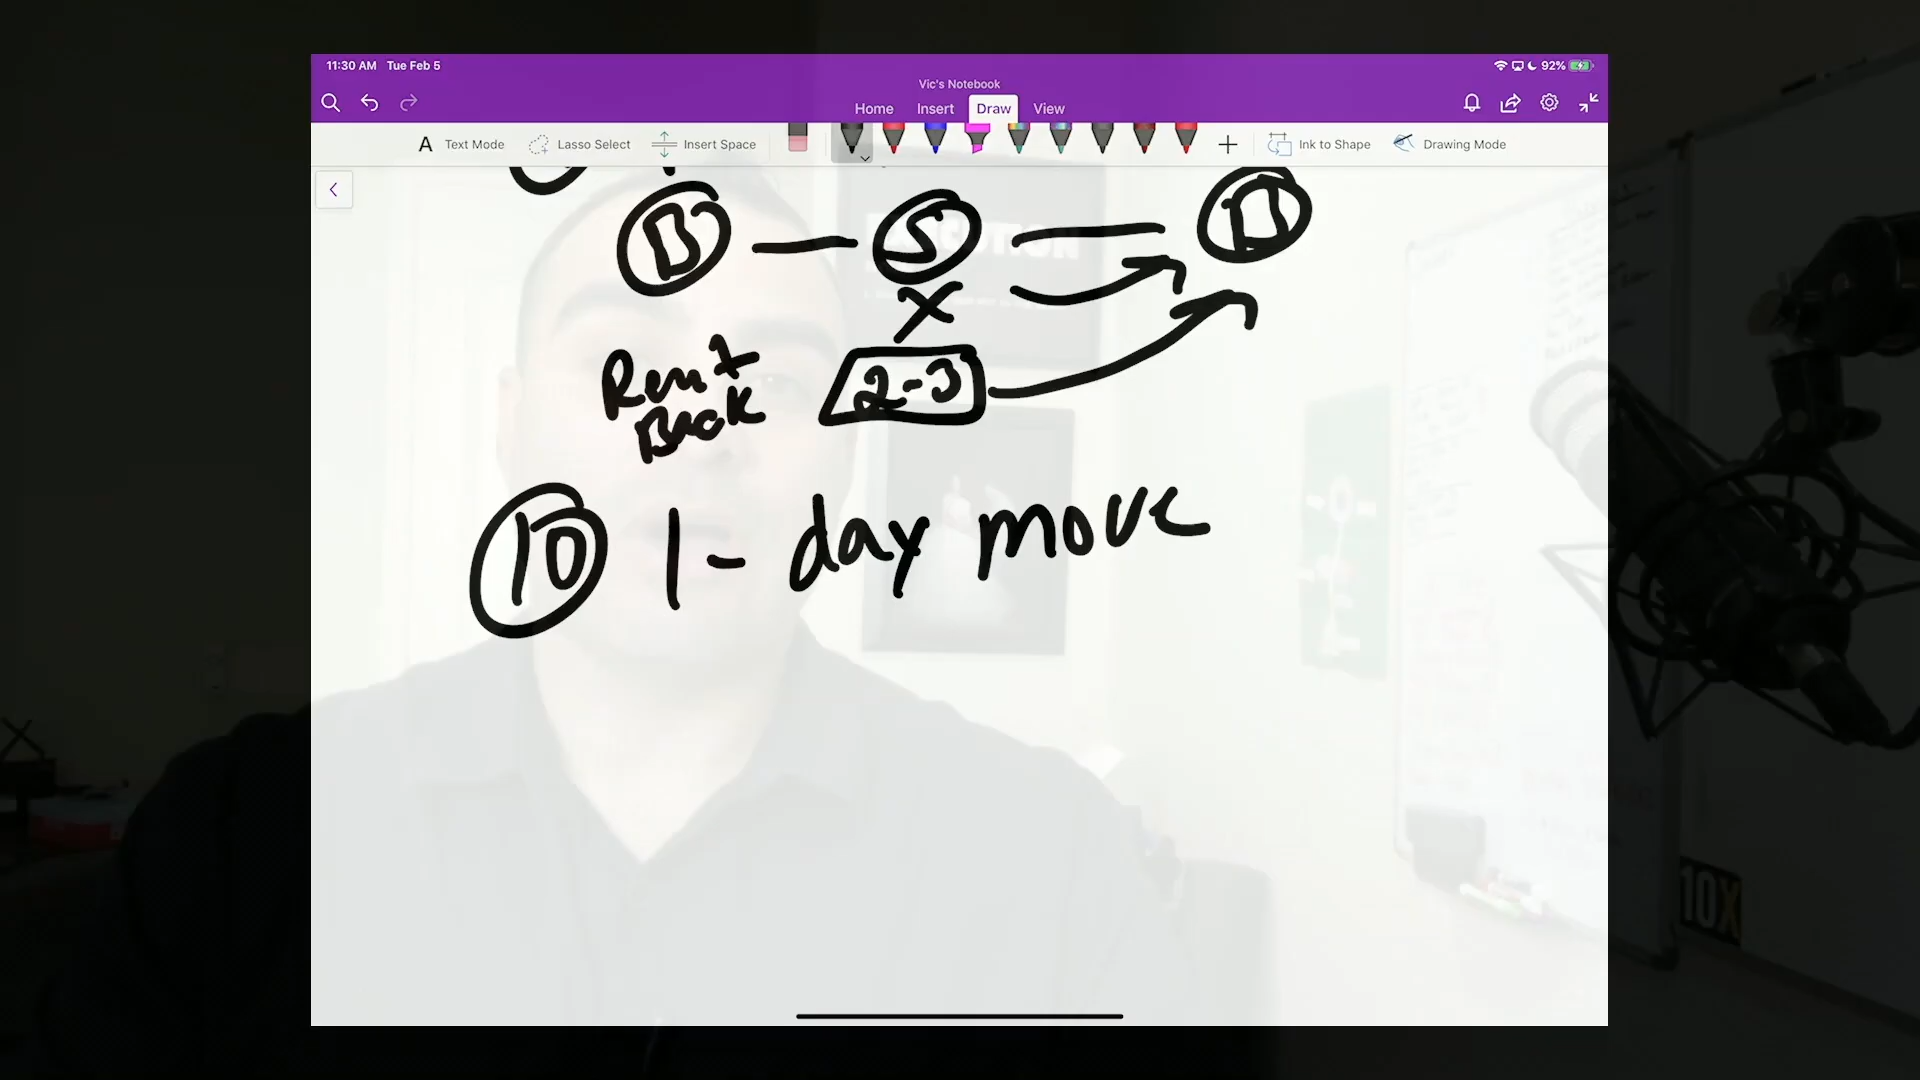 11:30 AM Tue Feb 5
92%
Vic's Notebook
Home Insert Draw View
A Text Mode Lasso Select Insert Space
Ink to Shape Drawing Mode
B S
X
Rent
Back
2-3
10 1- day move
10X